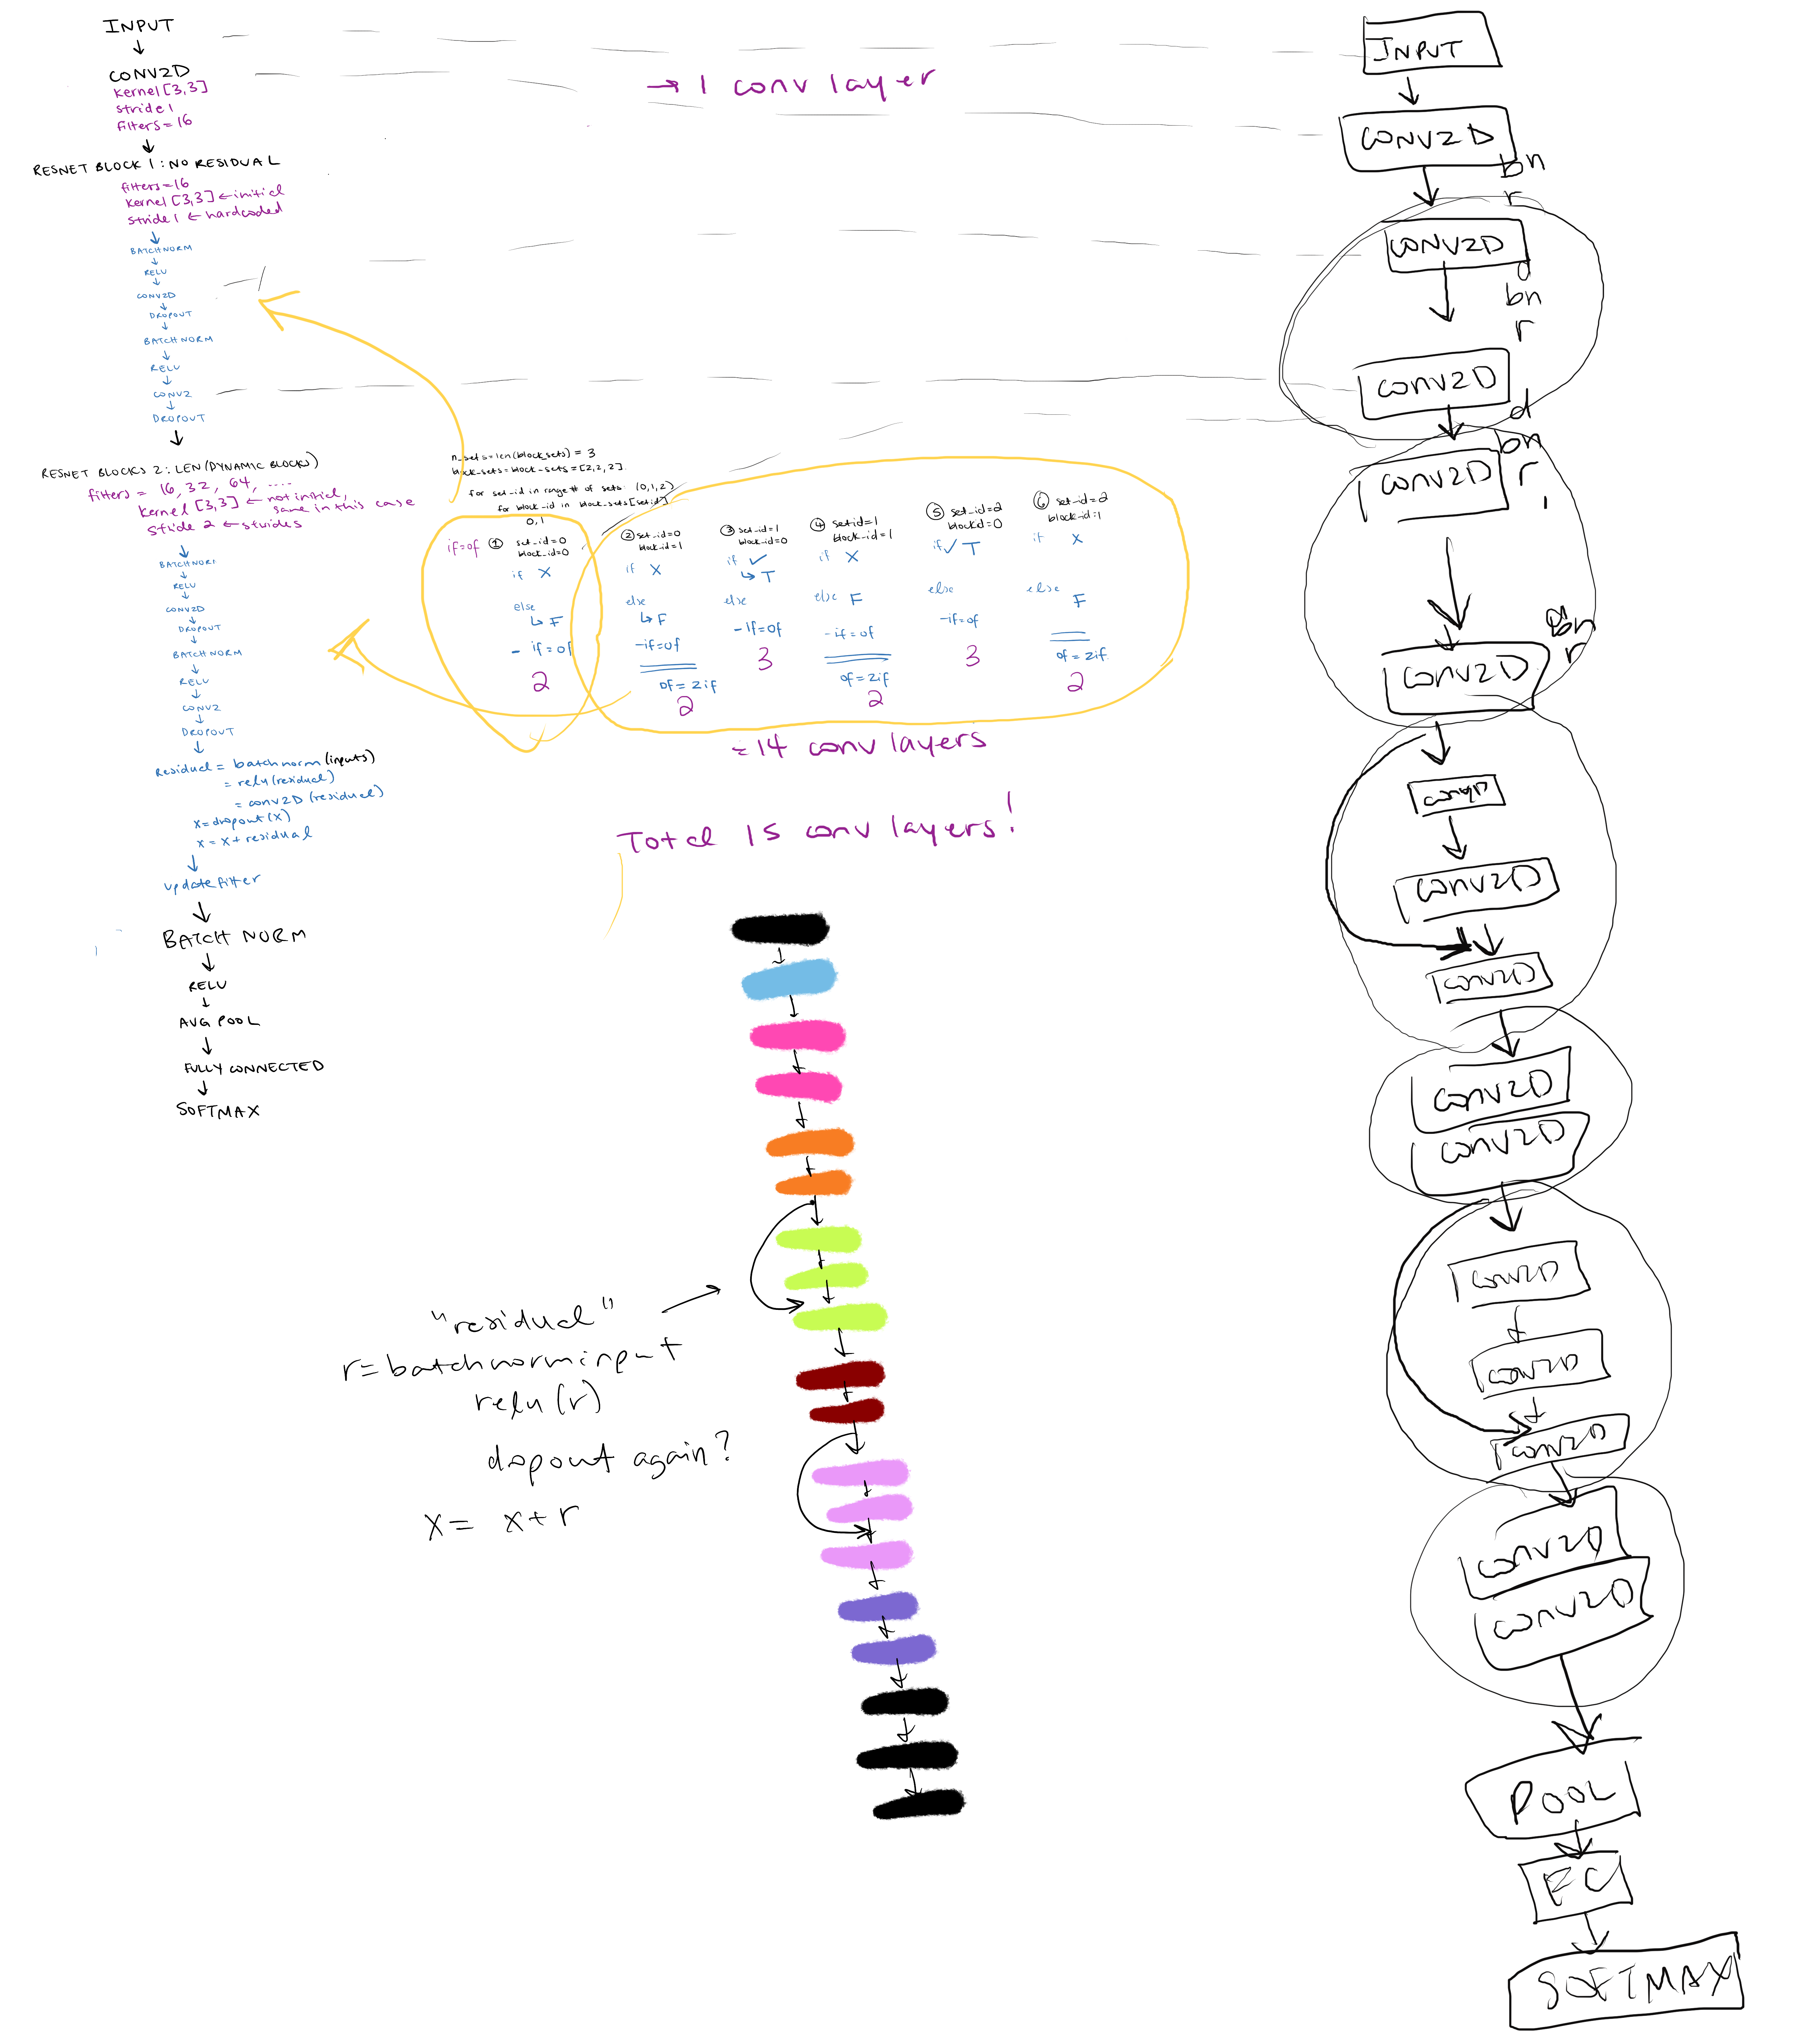 INPUT
CONV2D
kernel [3,3]
stride 1
filters = 16
RESNET BLOCK 1 : NO RESIDUAL
filters = 16
kernel [3,3] ← initial
stride 1 ← hardcoded
BATCHNORM
RELU
CONV2D
DROPOUT
BATCH NORM
RELU
CONV2
DROPOUT
RESNET BLOCKS 2 : LEN (DYNAMIC BLOCKS)
filters = 16, 32, 64, ....
kernel [3,3] ← not initial,
same in this case
stride 2 ← strides
BATCHNORM
RELU
CONV2D
DROPOUT
BATCH NORM
RELU
CONV2
DROPOUT
Residual = batchnorm (inputs)
= relu (residual)
= conv2D (residual)
x = dropout (x)
x = x + residual
update filter
BATCH NORM
RELU
AVG POOL
FULLY CONNECTED
SOFTMAX
→ 1 conv layer
n_sets = len(block_sets) = 3
block_sets = block_sets = [2,2,2].
for set_id in range # of sets: (0,1,2)
for block_id in block_sets[setid]
0,1
if=of
① set_id=0
block_id=0
if X
else
↳ F
- if=of
2
② set_id=0
block_id=1
if X
else
↳ F
-if=of
of = 2if
2
③ set_id=1
block_id=0
if ✓
↳ T
else
-if=of
3
④ setid=1
block_id=1
if X
else F
-if=of
of = 2if
2
⑤ set_id=2
blockid=0
if ✓ T
else
-if=of
3
⑥ set_id=2
block_id=1
if X
else F
of = 2if.
2
= 14 conv layers
Total 15 conv layers!
"residual"
r = batchnorm input
relu (r)
dopout again?
x = x + r
INPUT
CONV2D
bn
r
CONV2D
d
bn
r
CONV2D
d
bn
r
CONV2D
bn
r
CONV2D
CONV2D
CONV2D
CONV2D
CONV2D
CONV2D
CONV2D
CONV2D
CONV2D
CONV2D
CONV2D
POOL
FC
SOFTMAX